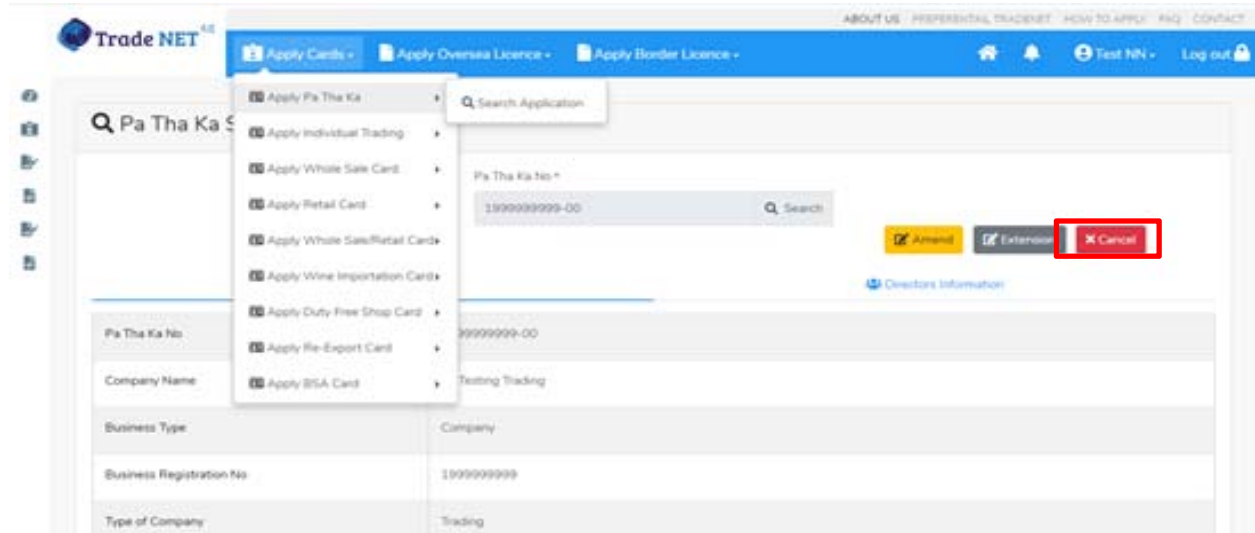 ABOUT US PREFERENTAIL TRADENET HOW TO APPLY FAQ CONTACT
Trade NET
Apply Cards Apply Oversea Licence Apply Border Licence Test NN Log out
Apply Pa Tha Ka
Search Application
Pa Tha Ka S
Apply Individual Trading
Apply Whole Sale Card
Pa Tha Ka No *
Apply Retail Card
1999999999-00 Search
Apply Whole Sale/Retail Card
Amend Extension Cancel
Apply Wine Importation Card
Directors Information
Apply Duty Free Shop Card
Pa Tha Ka No 99999999-00
Apply Re-Export Card
Company Name Testing Trading
Apply BSA Card
Business Type Company
Business Registration No 1999999999
Type of Company Trading